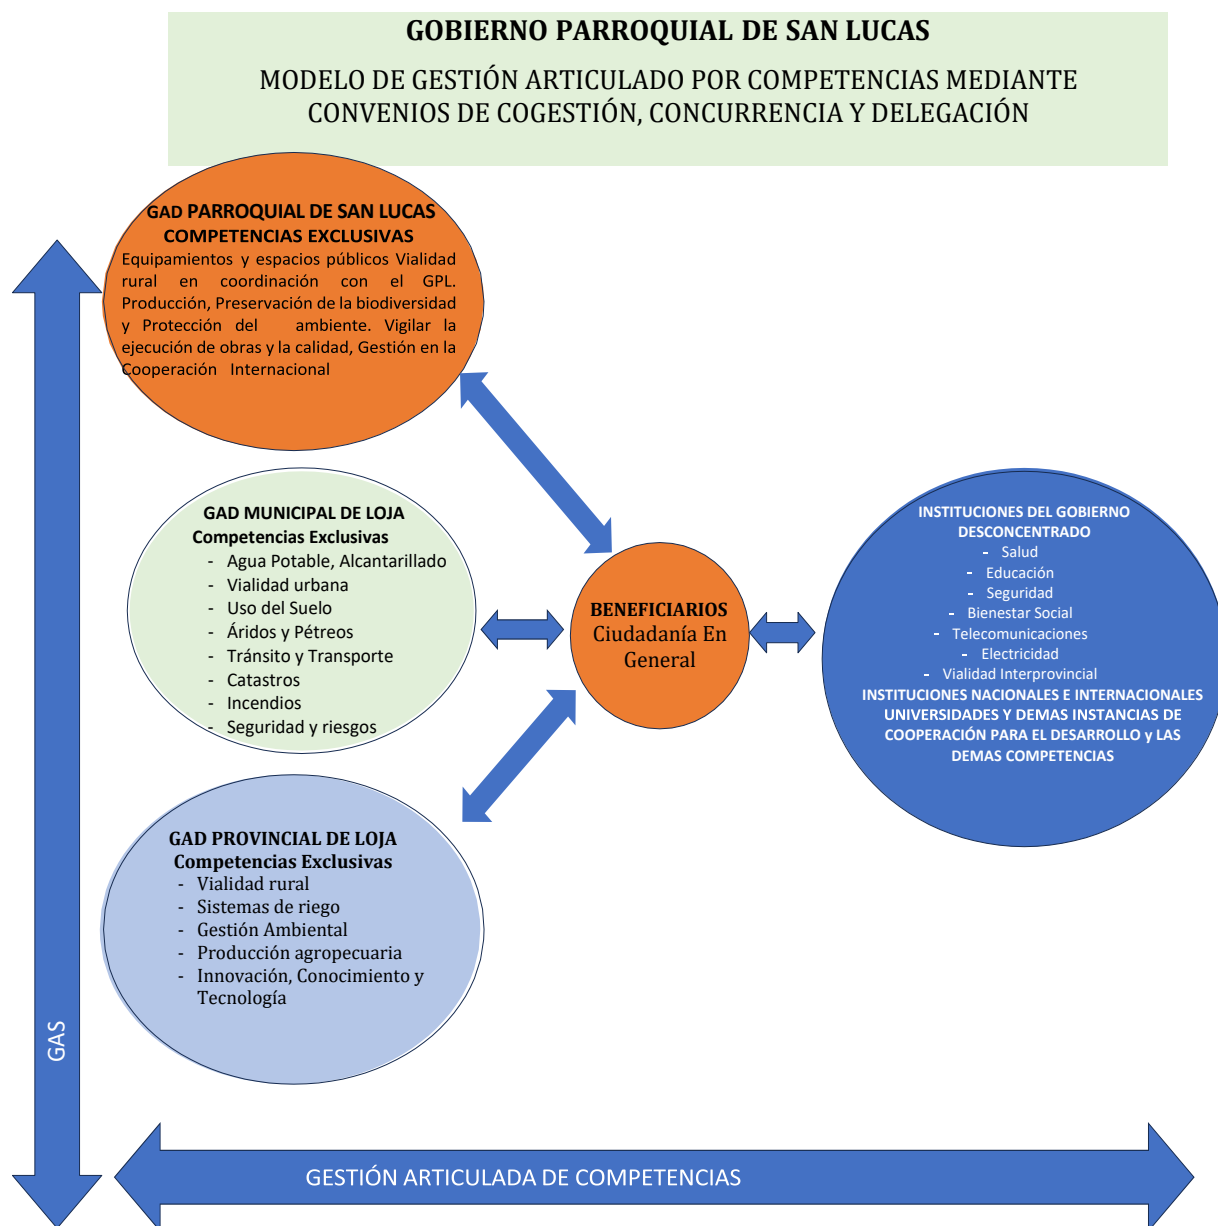 GOBIERNO PARROQUIAL DE SAN LUCAS
MODELO DE GESTIÓN ARTICULADO POR COMPETENCIAS MEDIANTE
CONVENIOS DE COGESTIÓN, CONCURRENCIA Y DELEGACIÓN
GAD PARROQUIAL DE SAN LUCAS
COMPETENCIAS EXCLUSIVAS
Equipamientos y espacios públicos Vialidad
rural en coordinación con el GPL.
Producción, Preservación de la biodiversidad
y Protección del ambiente. Vigilar la
ejecución de obras y la calidad, Gestión en la
Cooperación Internacional
GAD MUNICIPAL DE LOJA
Competencias Exclusivas
- Agua Potable, Alcantarillado
- Vialidad urbana
- Uso del Suelo
- Áridos y Pétreos
- Tránsito y Transporte
- Catastros
- Incendios
- Seguridad y riesgos
BENEFICIARIOS
Ciudadanía En
General
INSTITUCIONES DEL GOBIERNO
DESCONCENTRADO
- Salud
- Educación
- Seguridad
- Bienestar Social
- Telecomunicaciones
- Electricidad
- Vialidad Interprovincial
INSTITUCIONES NACIONALES E INTERNACIONALES
UNIVERSIDADES Y DEMAS INSTANCIAS DE
COOPERACIÓN PARA EL DESARROLLO y LAS
DEMAS COMPETENCIAS
GAD PROVINCIAL DE LOJA
Competencias Exclusivas
- Vialidad rural
- Sistemas de riego
- Gestión Ambiental
- Producción agropecuaria
- Innovación, Conocimiento y
Tecnología
GAS
GESTIÓN ARTICULADA DE COMPETENCIAS